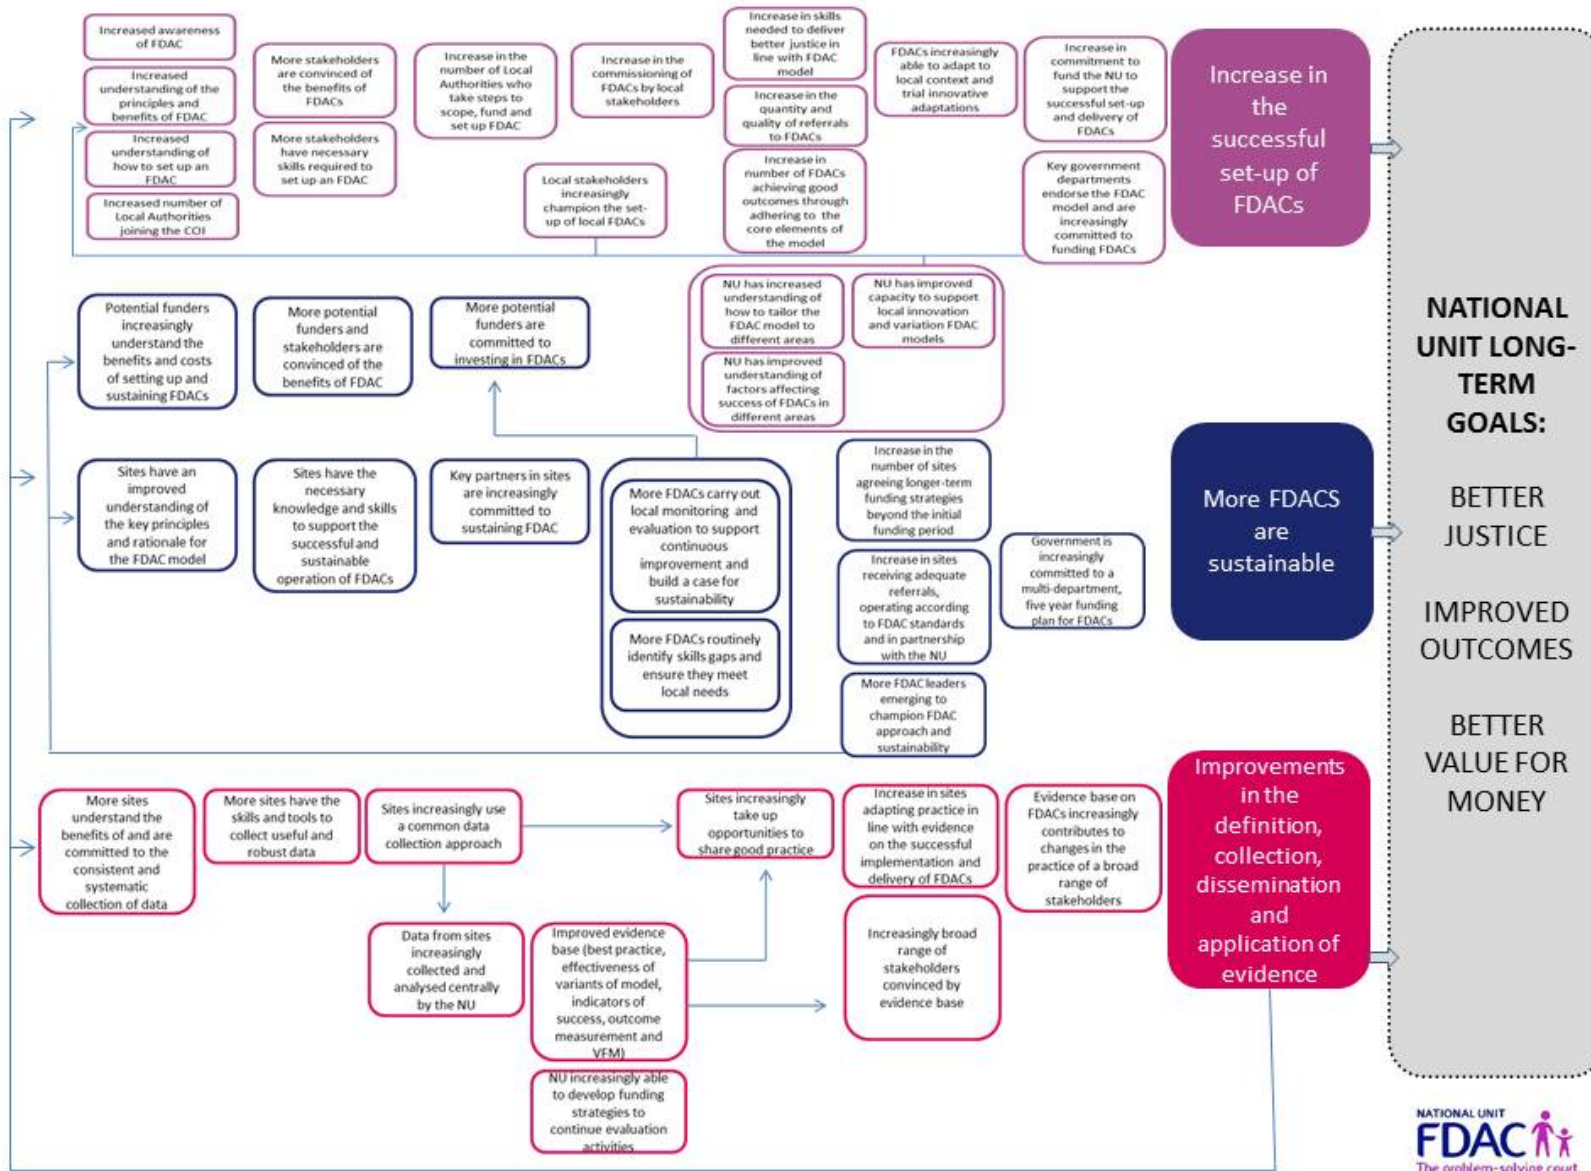 Increased awareness
of FDAC
Increased
understanding of the
principles and
benefits of FDAC
Increased
understanding of
how to set up an
FDAC
Increased number of
Local Authorities
joining the COI
More stakeholders
are convinced of
the benefits of
FDACs
More stakeholders
have necessary
skills required to
set up an FDAC
Increase in the
number of Local
Authorities who
take steps to
scope, fund and
set up FDAC
Increase in the
commissioning of
FDACs by local
stakeholders
Local stakeholders
increasingly
champion the set-
up of local FDACs
Increase in skills
needed to deliver
better justice in
line with FDAC
model
Increase in the
quantity and
quality of referrals
to FDACs
Increase in
number of FDACs
achieving good
outcomes through
adhering to the
core elements of
the model
FDACs increasingly
able to adapt to
local context and
trial innovative
adaptations
Increase in
commitment to
fund the NU to
support the
successful set-up
and delivery of
FDACs
Key government
departments
endorse the FDAC
model and are
increasingly
committed to
funding FDACs
Increase in
the
successful
set-up of
FDACs
NU has increased
understanding of
how to tailor the
FDAC model to
different areas
NU has improved
capacity to support
local innovation
and variation FDAC
models
NU has improved
understanding of
factors affecting
success of FDACs in
different areas
Potential funders
increasingly
understand the
benefits and costs
of setting up and
sustaining FDACs
More potential
funders and
stakeholders are
convinced of the
benefits of FDAC
More potential
funders are
committed to
investing in FDACs
Sites have an
improved
understanding of
the key principles
and rationale for
the FDAC model
Sites have the
necessary
knowledge and skills
to support the
successful and
sustainable
operation of FDACs
Key partners in sites
are increasingly
committed to
sustaining FDAC
More FDACs carry out
local monitoring and
evaluation to support
continuous
improvement and
build a case for
sustainability
More FDACs routinely
identify skills gaps and
ensure they meet
local needs
Increase in the
number of sites
agreeing longer-term
funding strategies
beyond the initial
funding period
Increase in sites
receiving adequate
referrals,
operating according
to FDAC standards
and in partnership
with the NU
More FDAC leaders
emerging to
champion FDAC
approach and
sustainability
Government is
increasingly
committed to a
multi-department,
five year funding
plan for FDACs
More FDACS
are
sustainable
More sites
understand the
benefits of and are
committed to the
consistent and
systematic
collection of data
More sites have the
skills and tools to
collect useful and
robust data
Sites increasingly use
a common data
collection approach
Data from sites
increasingly
collected and
analysed centrally
by the NU
Improved evidence
base (best practice,
effectiveness of
variants of model,
indicators of
success, outcome
measurement and
VFM)
NU increasingly able
to develop funding
strategies to
continue evaluation
activities
Sites increasingly
take up
opportunities to
share good practice
Increase in sites
adapting practice in
line with evidence
on the successful
implementation and
delivery of FDACs
Increasingly broad
range of
stakeholders
convinced by
evidence base
Evidence base on
FDACs increasingly
contributes to
changes in the
practice of a broad
range of
stakeholders
Improvements
in the
definition,
collection,
dissemination
and
application of
evidence
NATIONAL
UNIT LONG-
TERM
GOALS:
BETTER
JUSTICE
IMPROVED
OUTCOMES
BETTER
VALUE FOR
MONEY
NATIONAL UNIT
FDAC
The problem-solving court